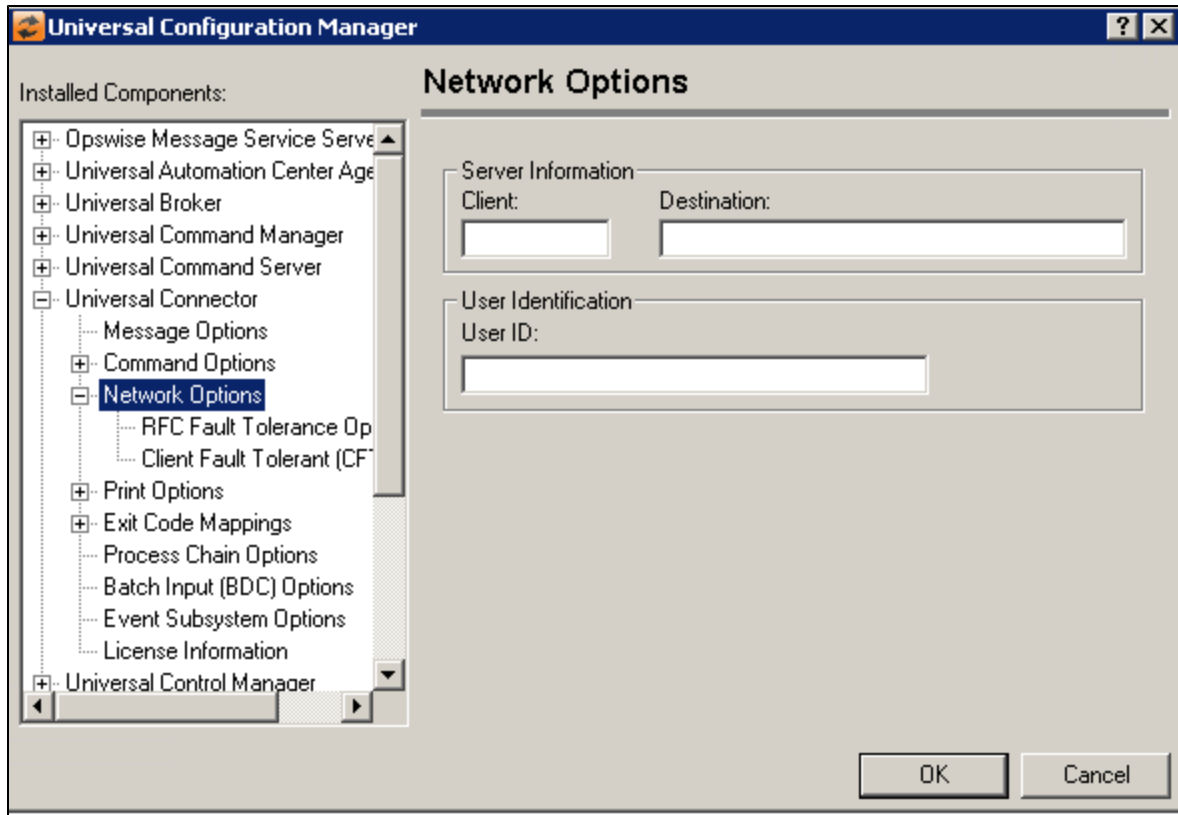 Universal Configuration Manager
Installed Components:
Opswise Message Service Serve
Universal Automation Center Age
Universal Broker
Universal Command Manager
Universal Command Server
Universal Connector
Message Options
Command Options
Network Options
RFC Fault Tolerance Op
Client Fault Tolerant (CFT
Print Options
Exit Code Mappings
Process Chain Options
Batch Input (BDC) Options
Event Subsystem Options
License Information
Universal Control Manager
Network Options
Server Information
Client: Destination:
User Identification
User ID:
OK Cancel